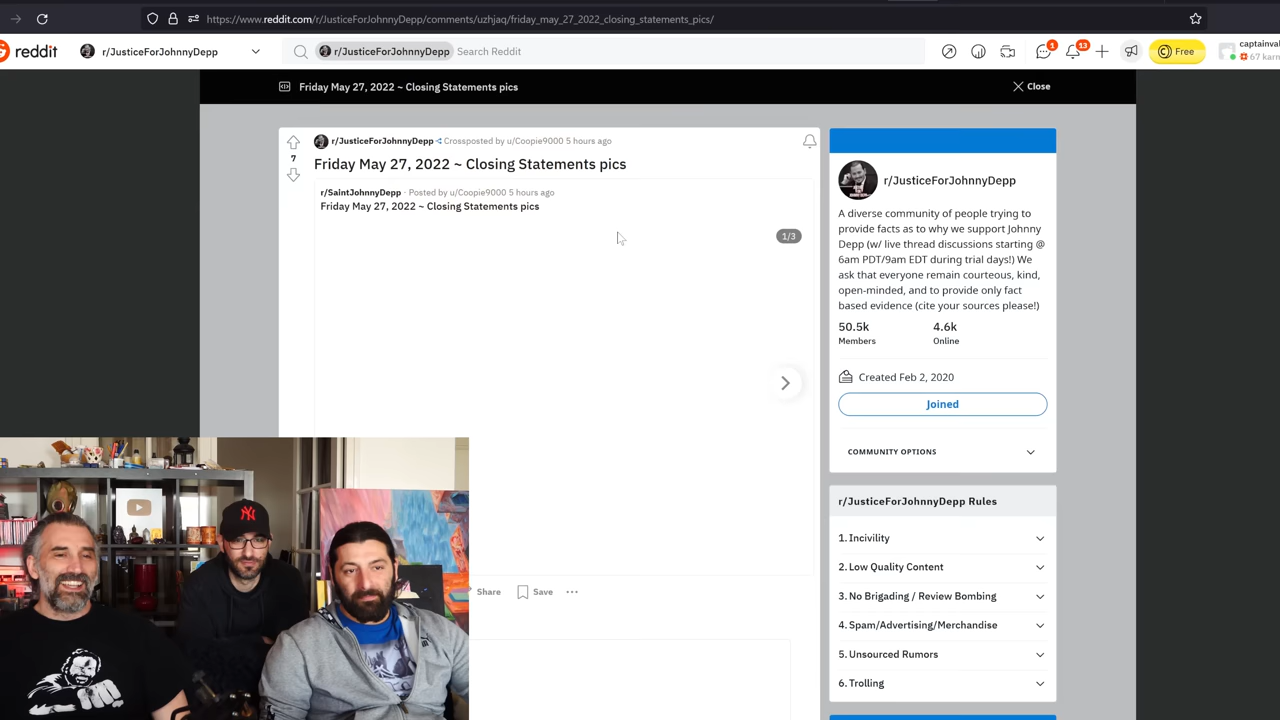 https://www.reddit.com/r/JusticeForJohnnyDepp/comments/uzhjaq/friday_may_27_2022_closing_statements_pics/
reddit
r/JusticeForJohnnyDepp
r/JusticeForJohnnyDepp
Search Reddit
1
13
Free
67 karm
Friday May 27, 2022 ~ Closing Statements pics
Close
7
r/JusticeForJohnnyDepp
Crossposted by u/Coopie9000 5 hours ago
Friday May 27, 2022 ~ Closing Statements pics
r/SaintJohnnyDepp · Posted by u/Coopie9000 5 hours ago
Friday May 27, 2022 ~ Closing Statements pics
1/3
Share
Save
r/JusticeForJohnnyDepp
A diverse community of people trying to
provide facts as to why we support Johnny
Depp (w/ live thread discussions starting @
6am PDT/9am EDT during trial days!) We
ask that everyone remain courteous, kind,
open-minded, and to provide only fact
based evidence (cite your sources please!)
50.5k
4.6k
Members
Online
Created Feb 2, 2020
Joined
COMMUNITY OPTIONS
r/JusticeForJohnnyDepp Rules
1. Incivility
2. Low Quality Content
3. No Brigading / Review Bombing
4. Spam/Advertising/Merchandise
5. Unsourced Rumors
6. Trolling